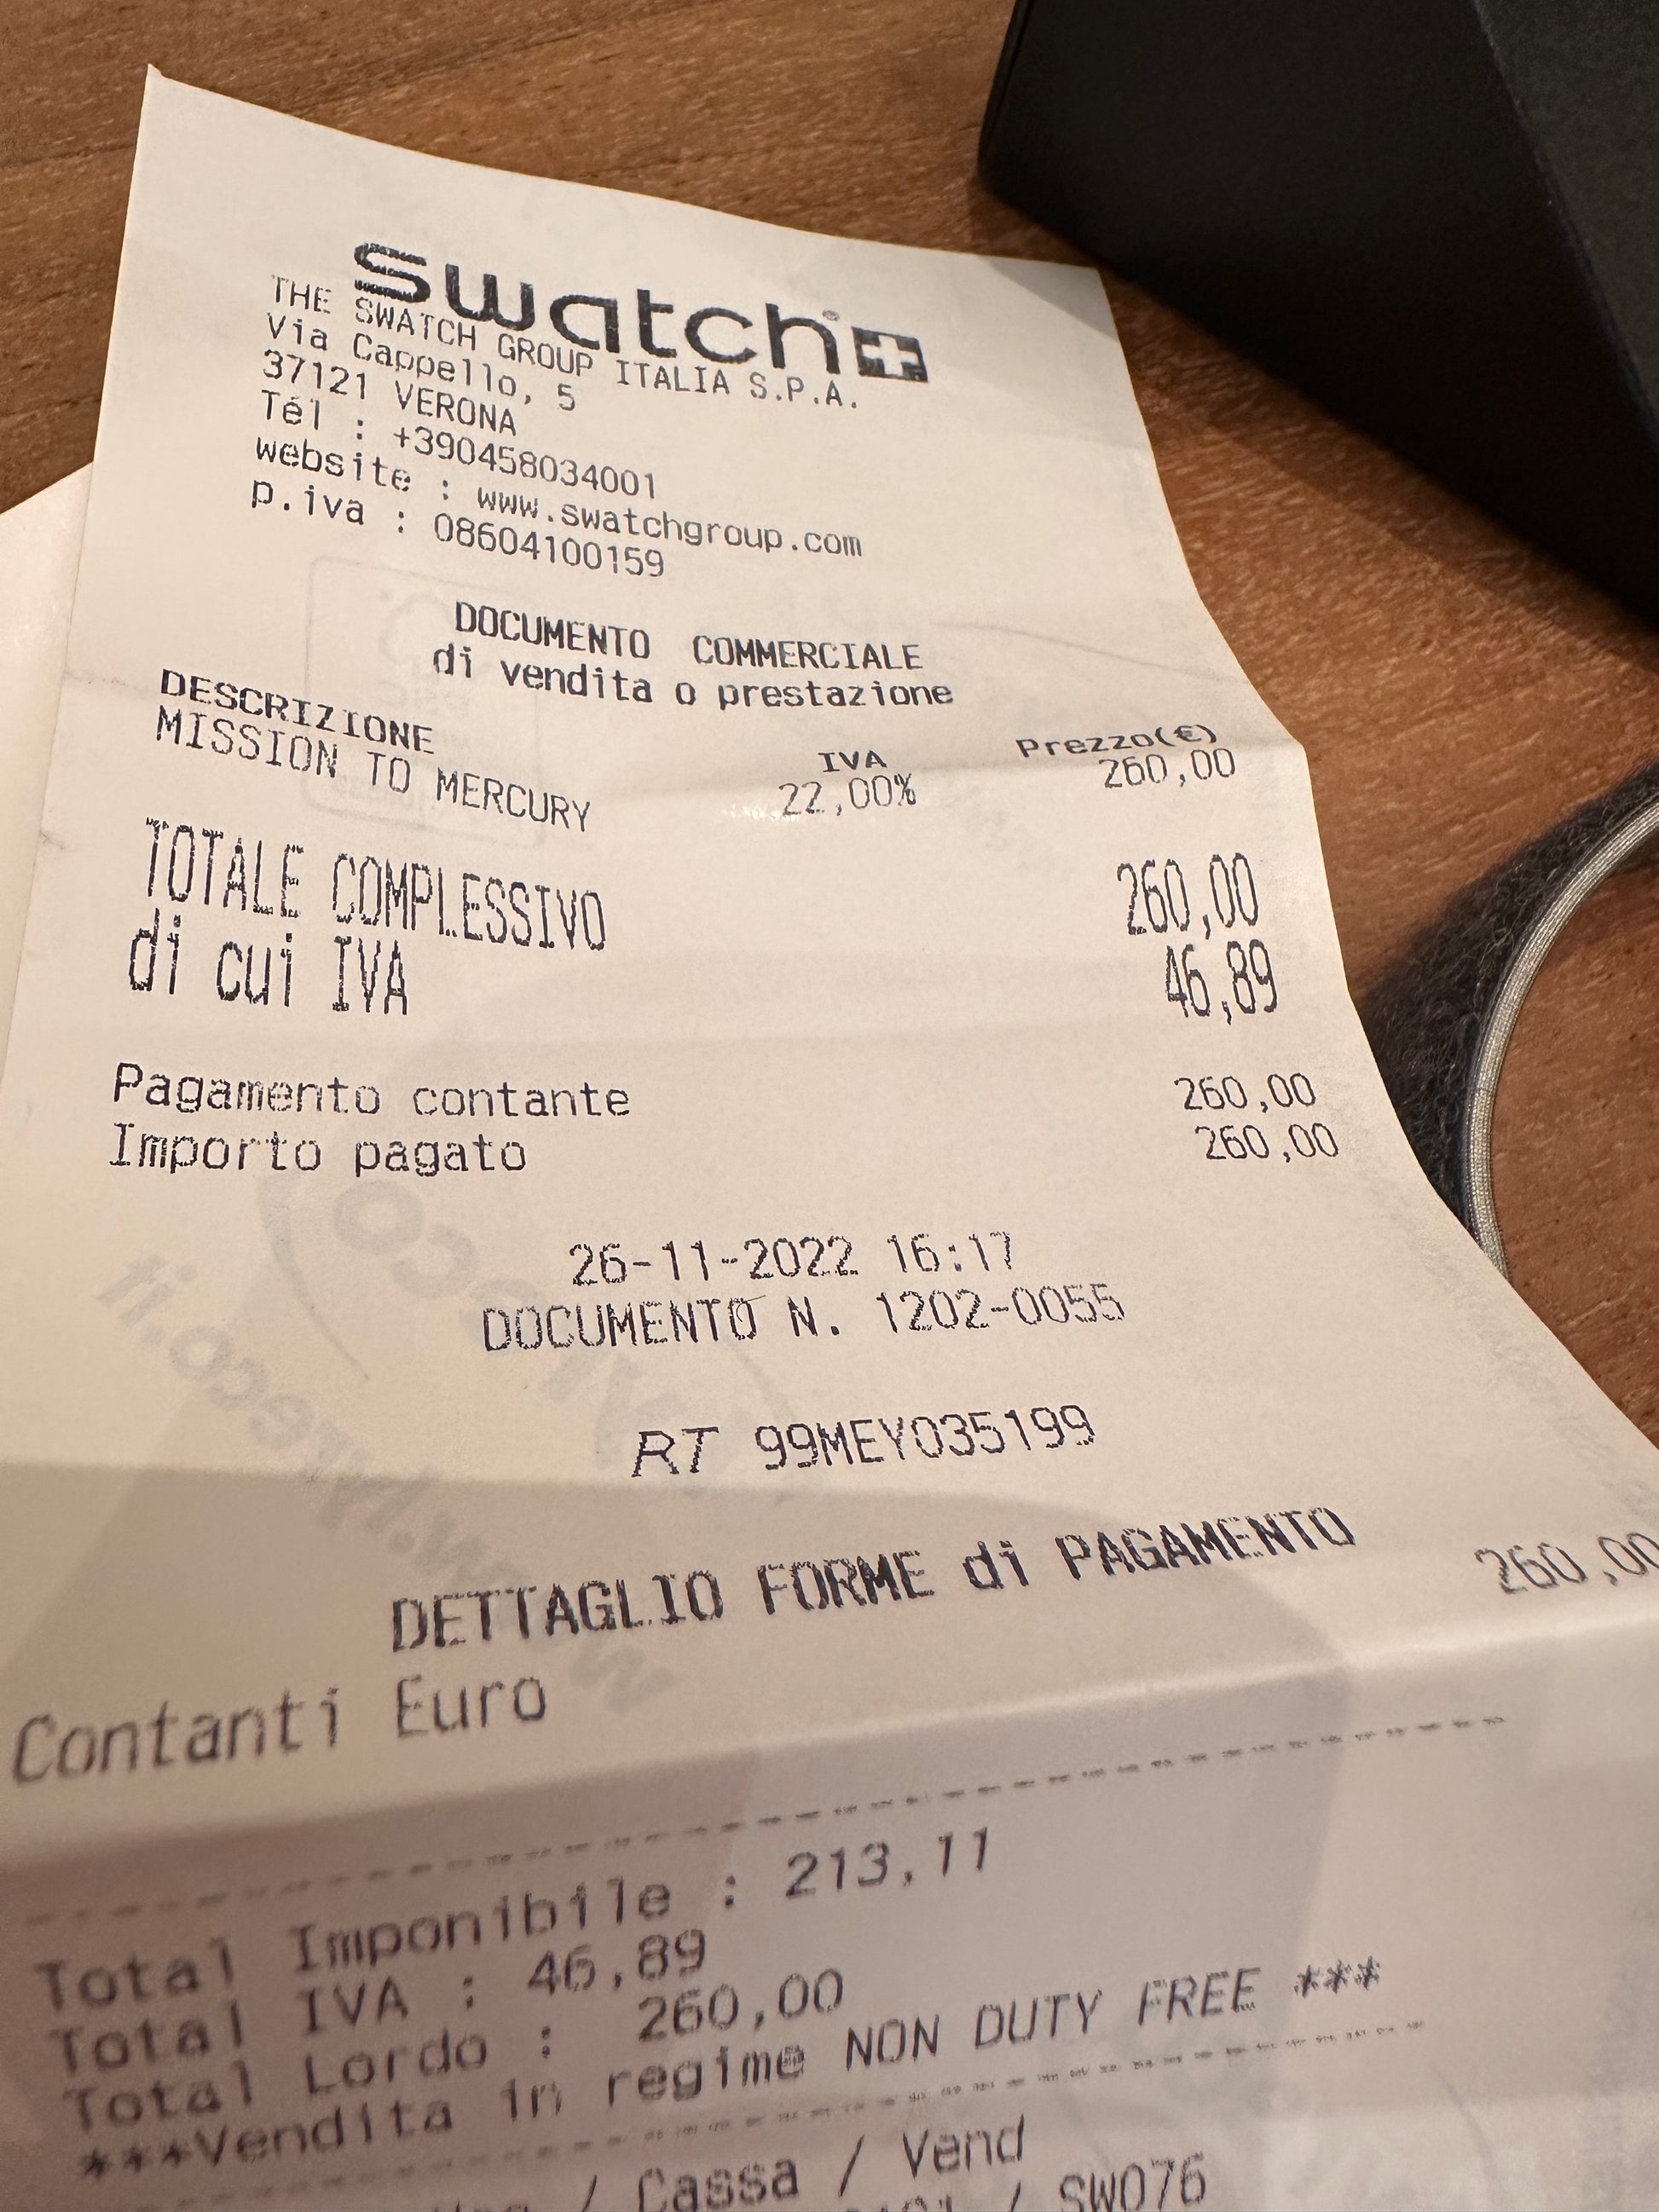 swatch
THE SWATCH GROUP ITALIA S.P.A.
Via Cappello, 5
37121 VERONA
Tel : +390458034001
website : www.swatchgroup.com
p.iva : 08604100159
DOCUMENTO COMMERCIALE
di vendita o prestazione
DESCRIZIONE IVA Prezzo(€)
MISSION TO MERCURY 22,00% 260,00
TOTALE COMPLESSIVO 260,00
di cui IVA 46,89
Pagamento contante 260,00
Importo pagato 260,00
26-11-2022 16:17
DOCUMENTO N. 1202-0055
RT 99MEY035199
DETTAGLIO FORME di PAGAMENTO
Contanti Euro 260,00
Total Imponibile : 213,11
Total IVA : 46,89
Total Lordo : 260,00
***Vendita in regime NON DUTY FREE ***
/ Cassa / Vend
/ SW076